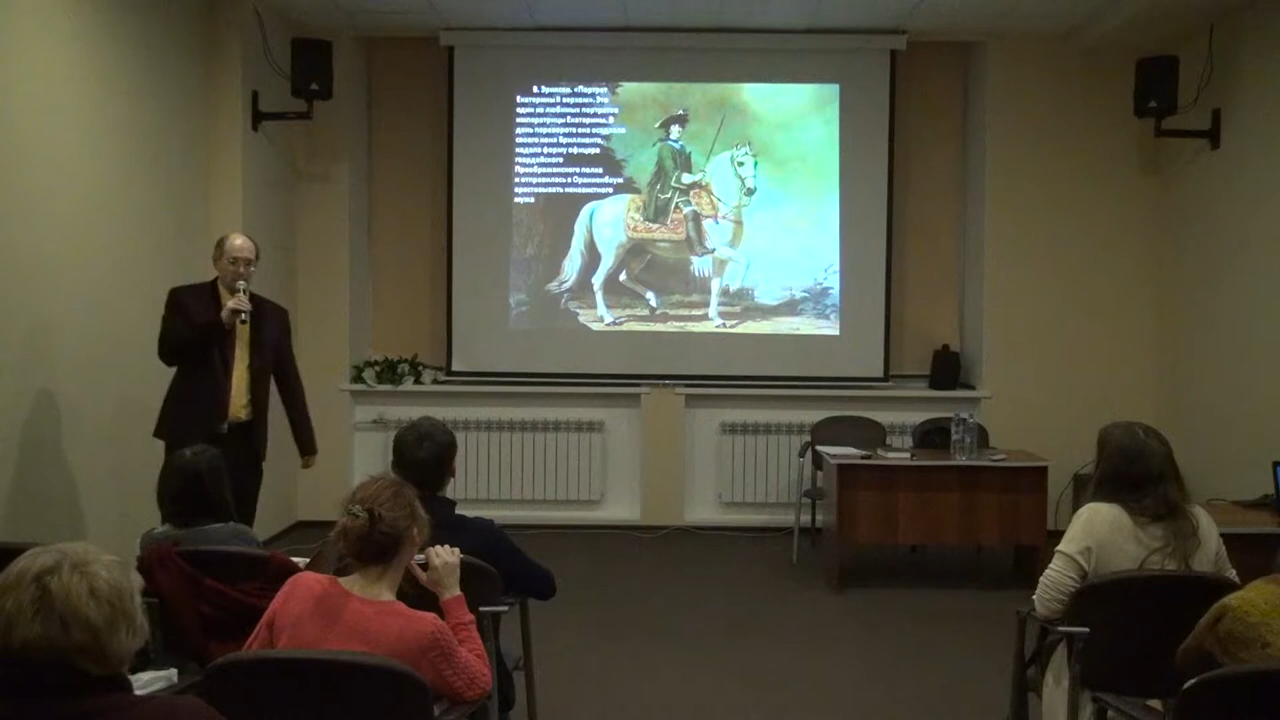 В. Эриксен. «Портрет
Екатерины II верхом». Это
один из любимых портретов
императрицы Екатерины. В
день переворота она оседлала
своего коня Бриллианта,
надела форму офицера
гвардейского
Преображенского полка
и отправилась в Ораниенбаум
арестовывать ненавистного
мужа